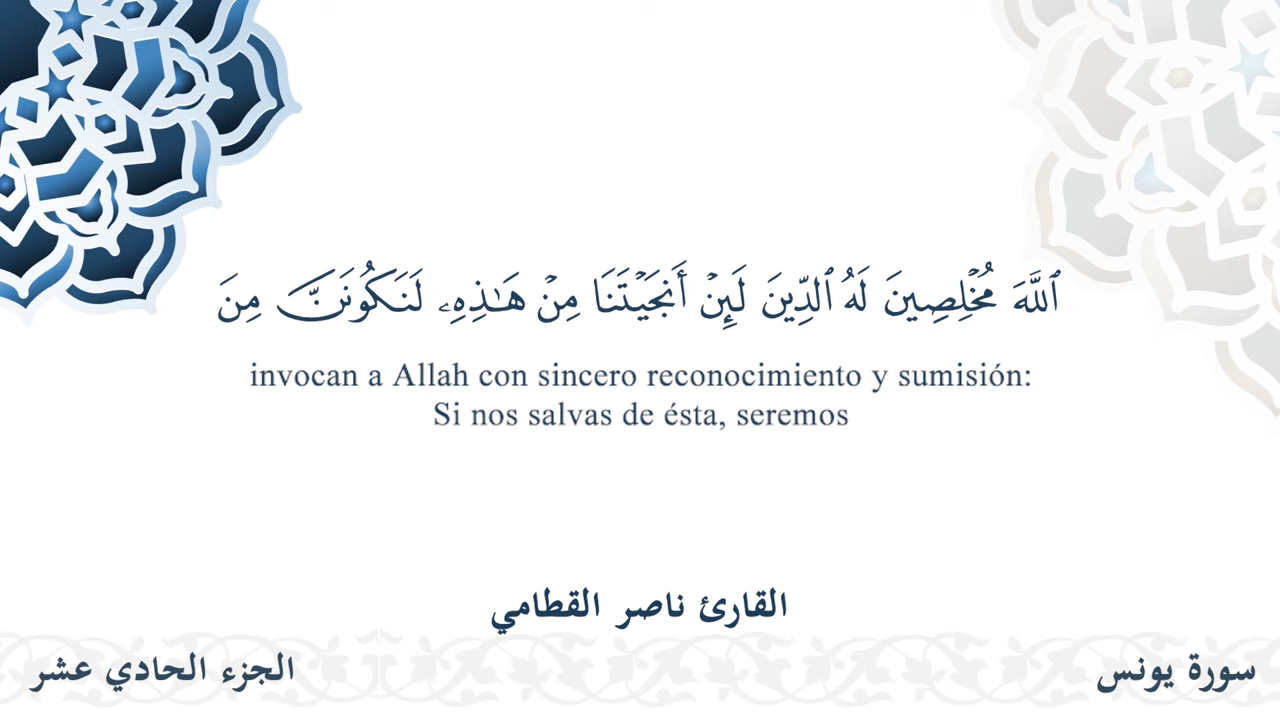 ٱللَّهَ مُخْلِصِينَ لَهُ ٱلدِّينَ لَئِنْ أَنجَيْتَنَا مِنْ هَـٰذِهِۦ لَنَكُونَنَّ مِنَ
invocan a Allah con sincero reconocimiento y sumisión:
Si nos salvas de ésta, seremos
القارئ ناصر القطامي
سورة يونس
الجزء الحادي عشر